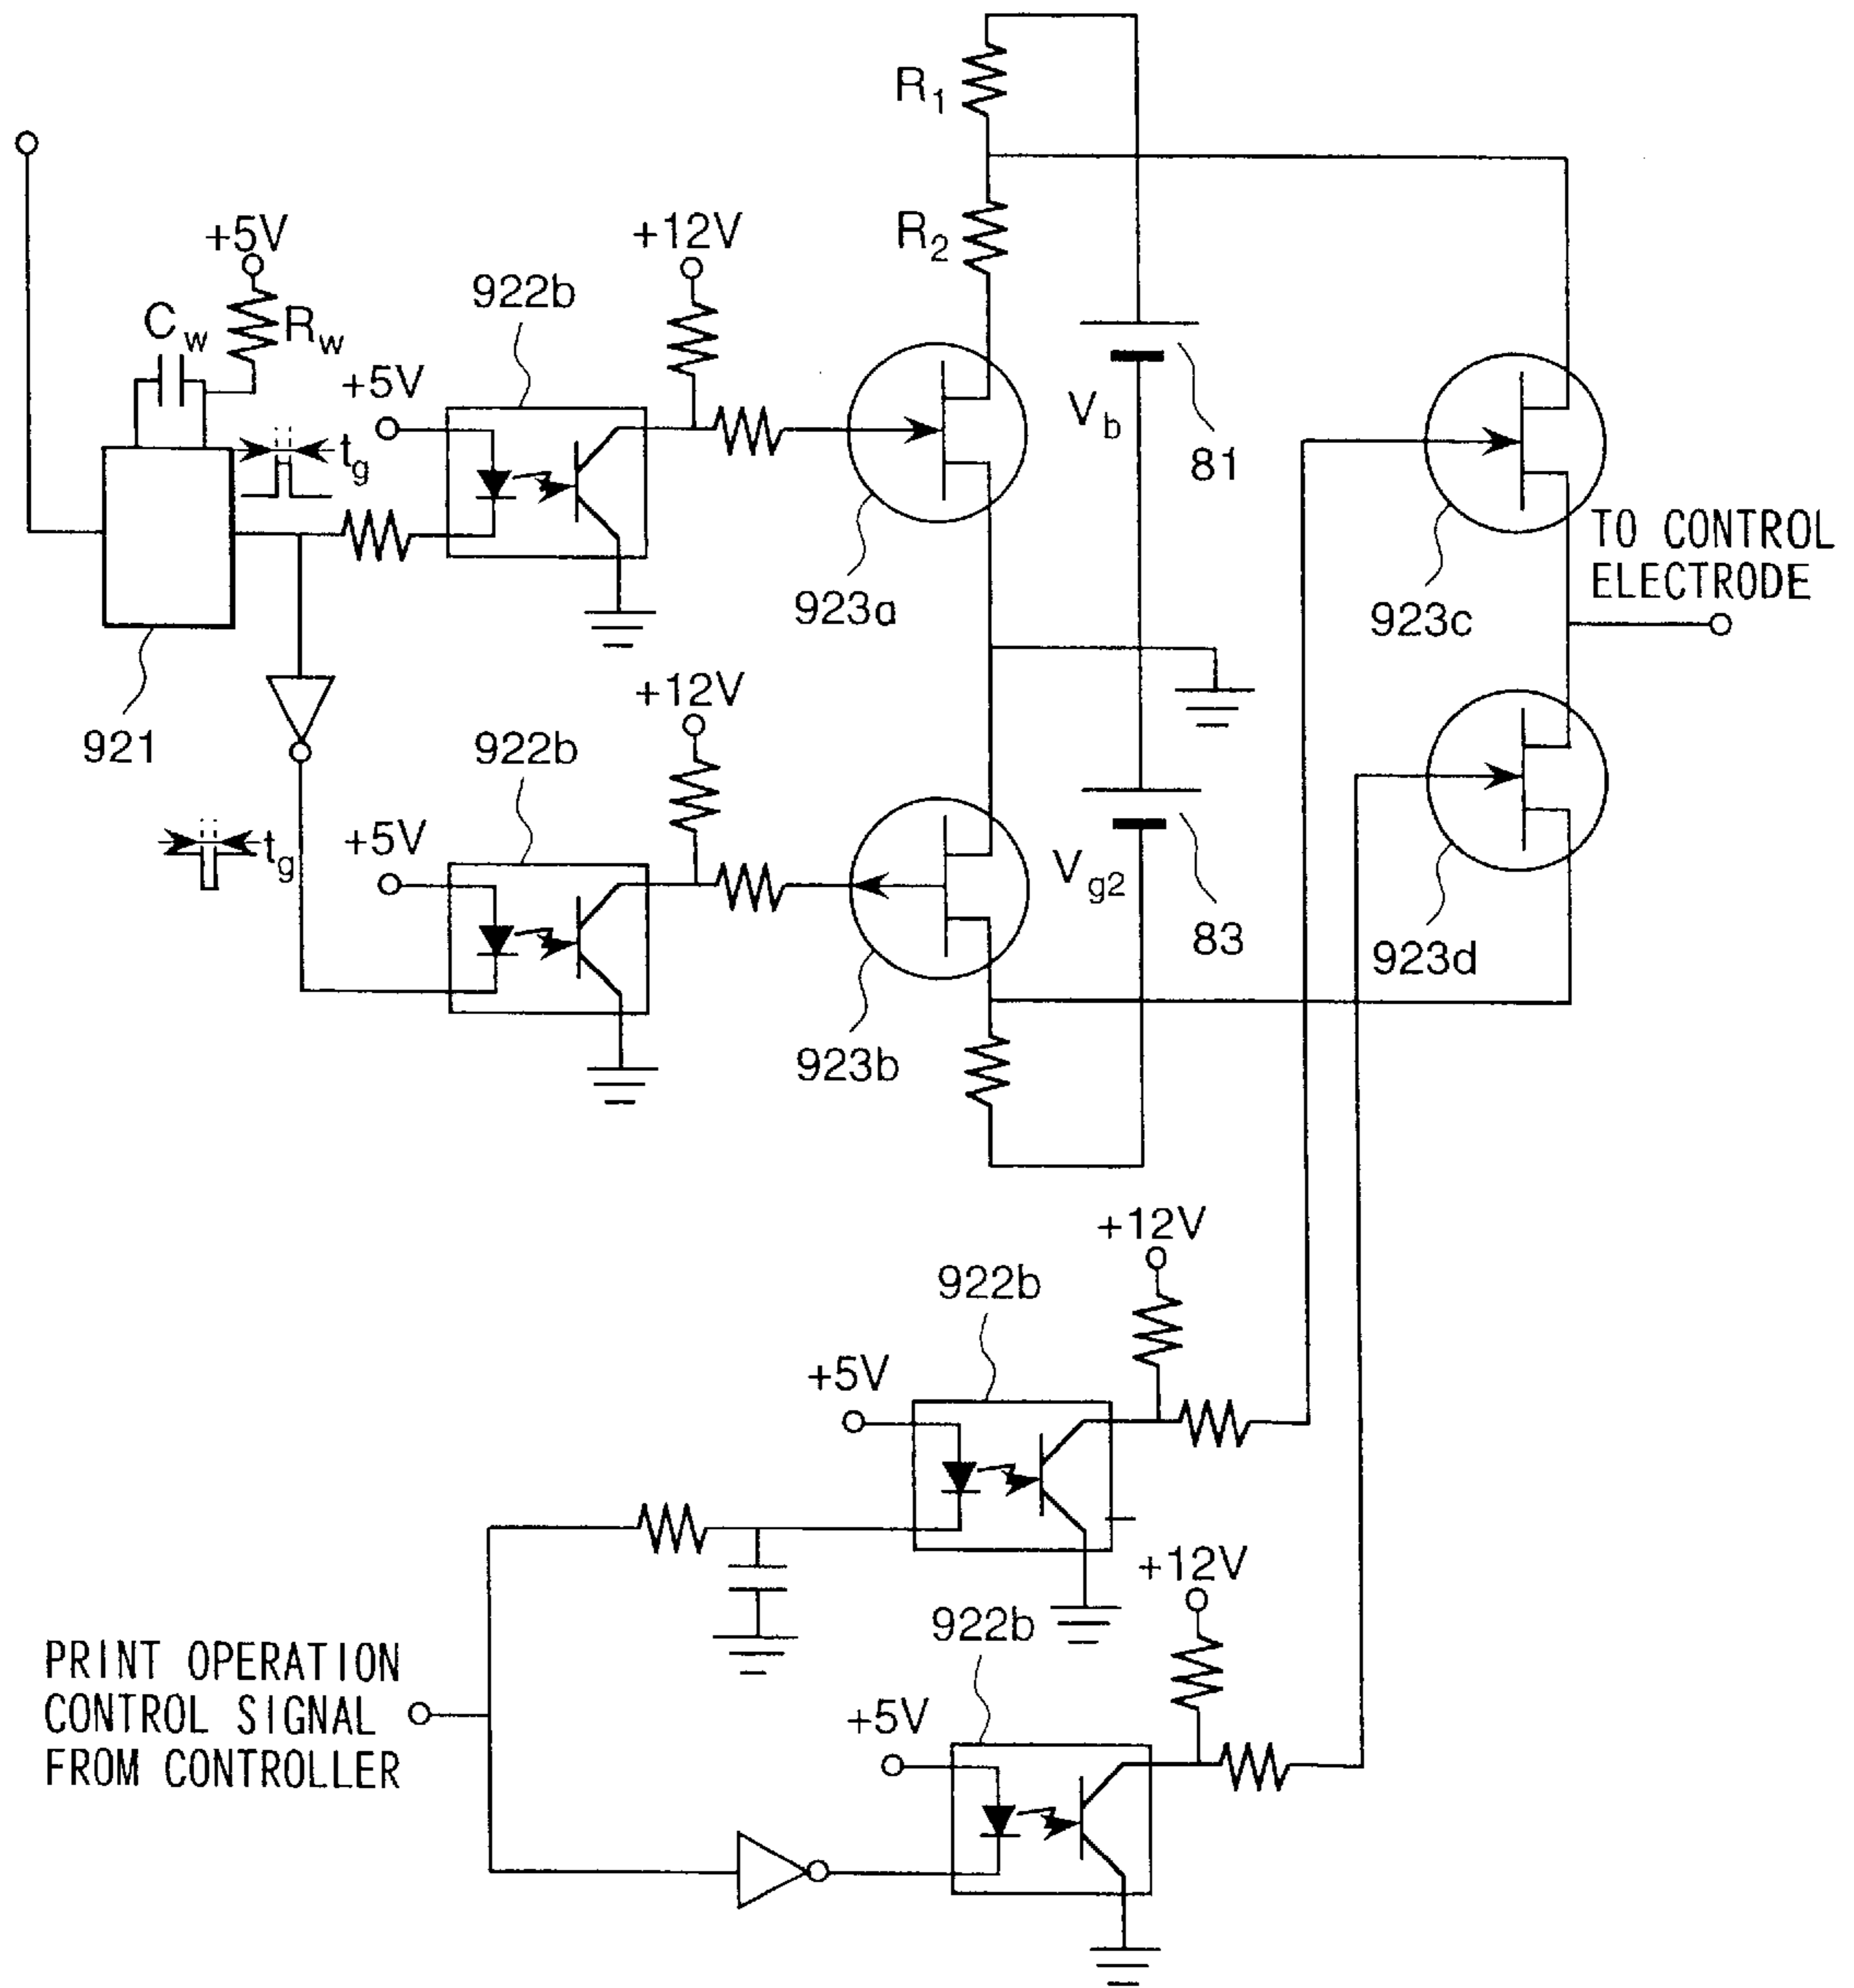 R1
+5V
+12V
R2
922b
Cw
Rw
+5V
Vb
81
tg
TO CONTROL
ELECTRODE
923a
923c
+12V
921
922b
+5V
tg
Vg2
83
923d
923b
+12V
922b
+5V
+12V
922b
PRINT OPERATION
CONTROL SIGNAL
FROM CONTROLLER
+5V